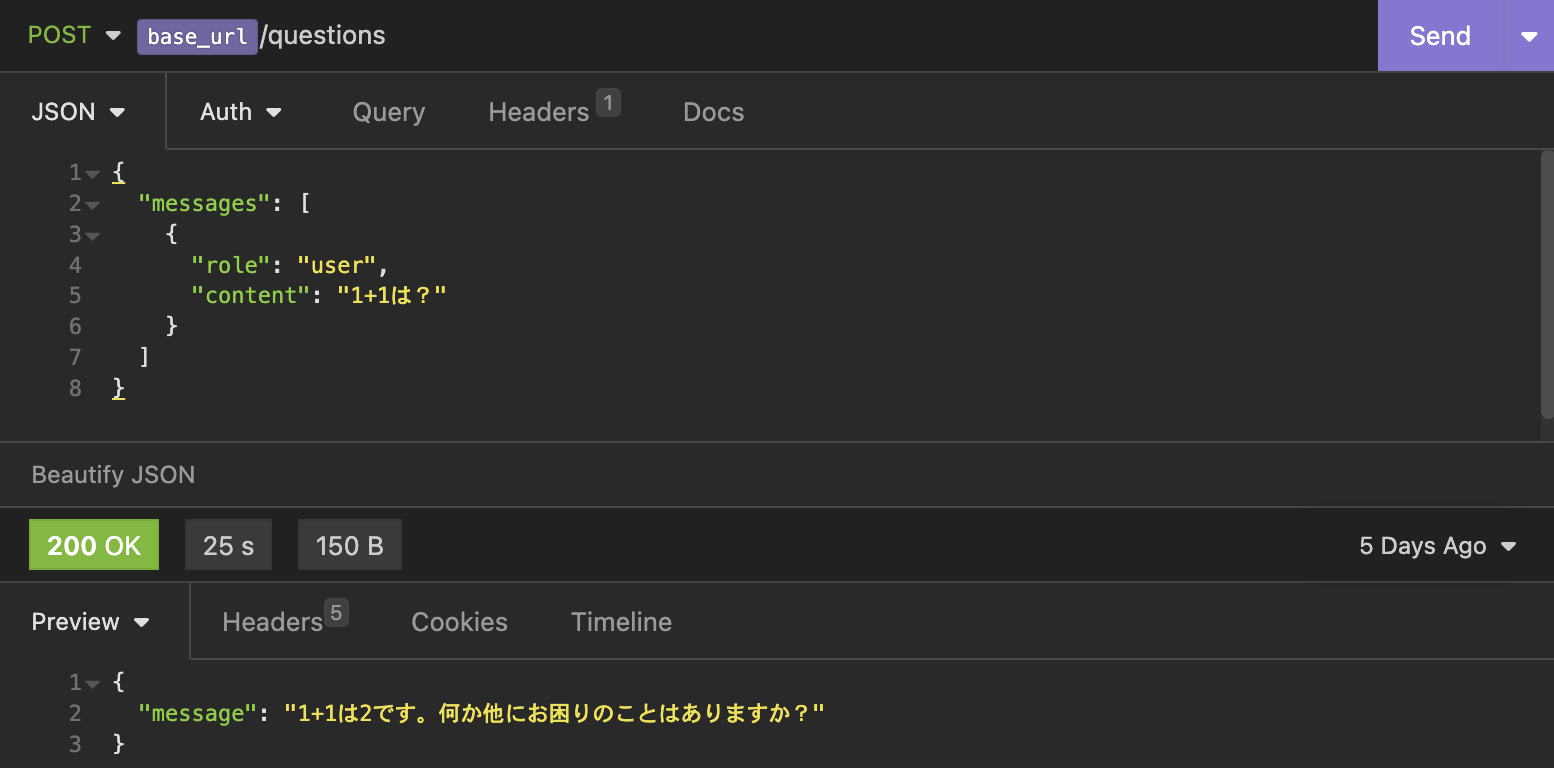 POST base_url/questions Send
JSON Auth Query Headers 1 Docs
1 {
2 "messages": [
3 {
4 "role": "user",
5 "content": "1+1は？"
6 }
7 ]
8 }
Beautify JSON
200 OK 25 s 150 B 5 Days Ago
Preview Headers 5 Cookies Timeline
1 {
2 "message": "1+1は2です。何か他にお困りのことはありますか？"
3 }